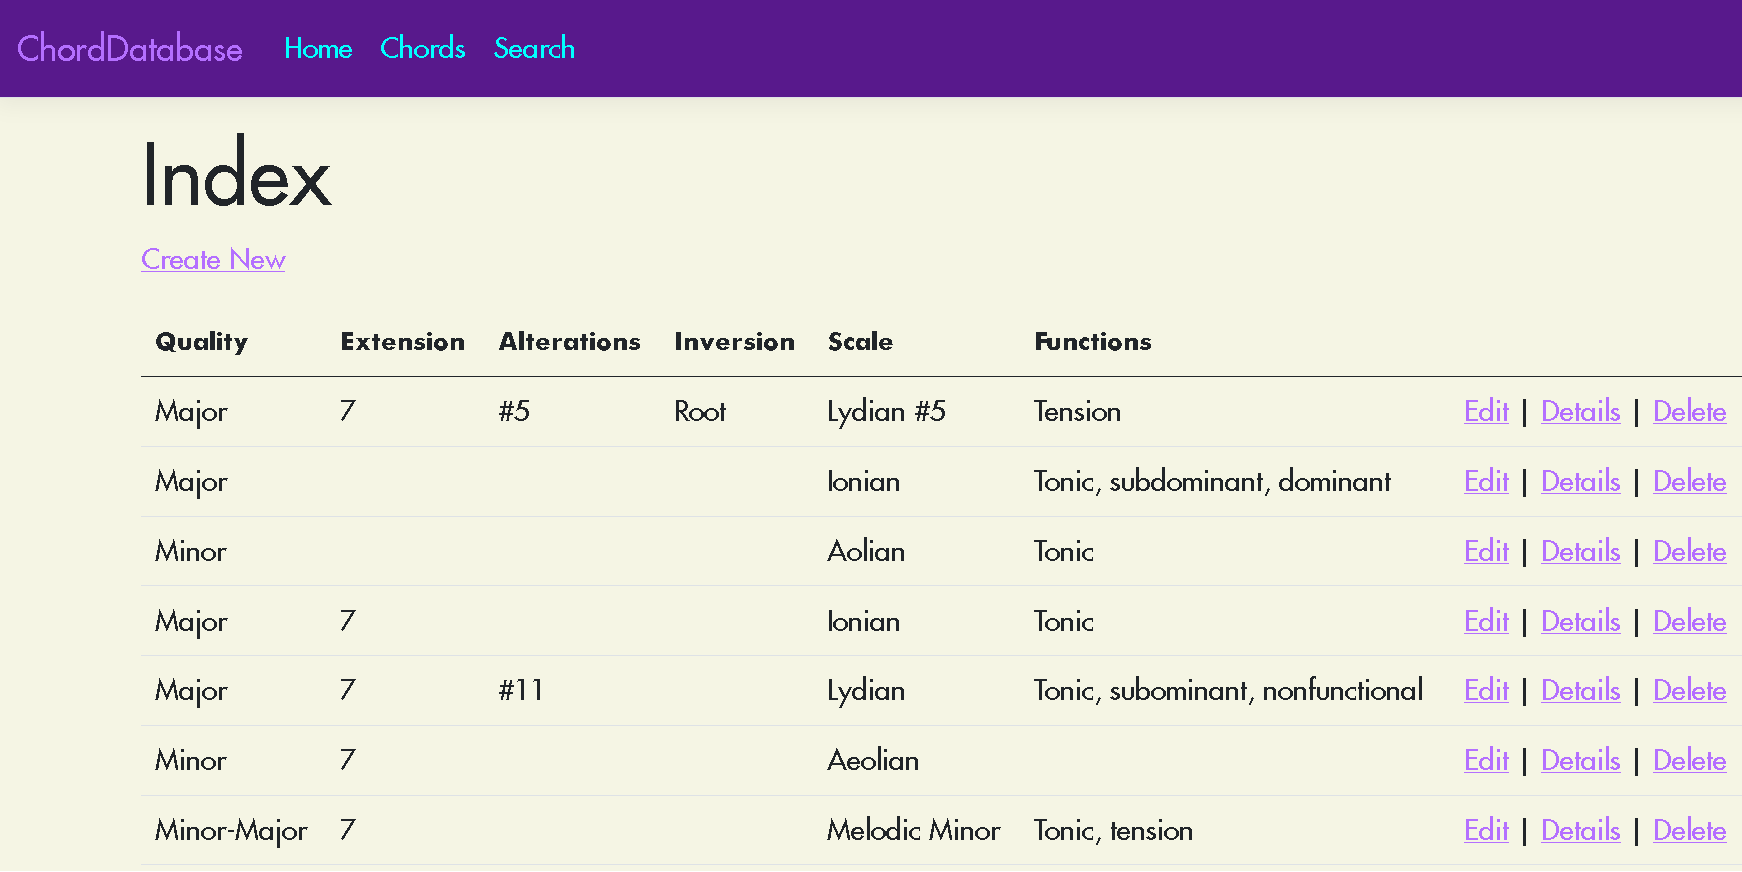 ChordDatabase Home Chords Search
Index
Create New
Quality Extension Alterations Inversion Scale Functions
Major 7 #5 Root Lydian #5 Tension Edit | Details | Delete
Major Ionian Tonic, subdominant, dominant Edit | Details | Delete
Minor Aolian Tonic Edit | Details | Delete
Major 7 Ionian Tonic Edit | Details | Delete
Major 7 #11 Lydian Tonic, subominant, nonfunctional Edit | Details | Delete
Minor 7 Aeolian Edit | Details | Delete
Minor-Major 7 Melodic Minor Tonic, tension Edit | Details | Delete